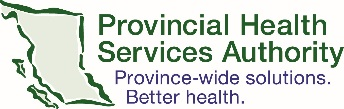 Provincial Health
Services Authority
Province-wide solutions.
Better health.